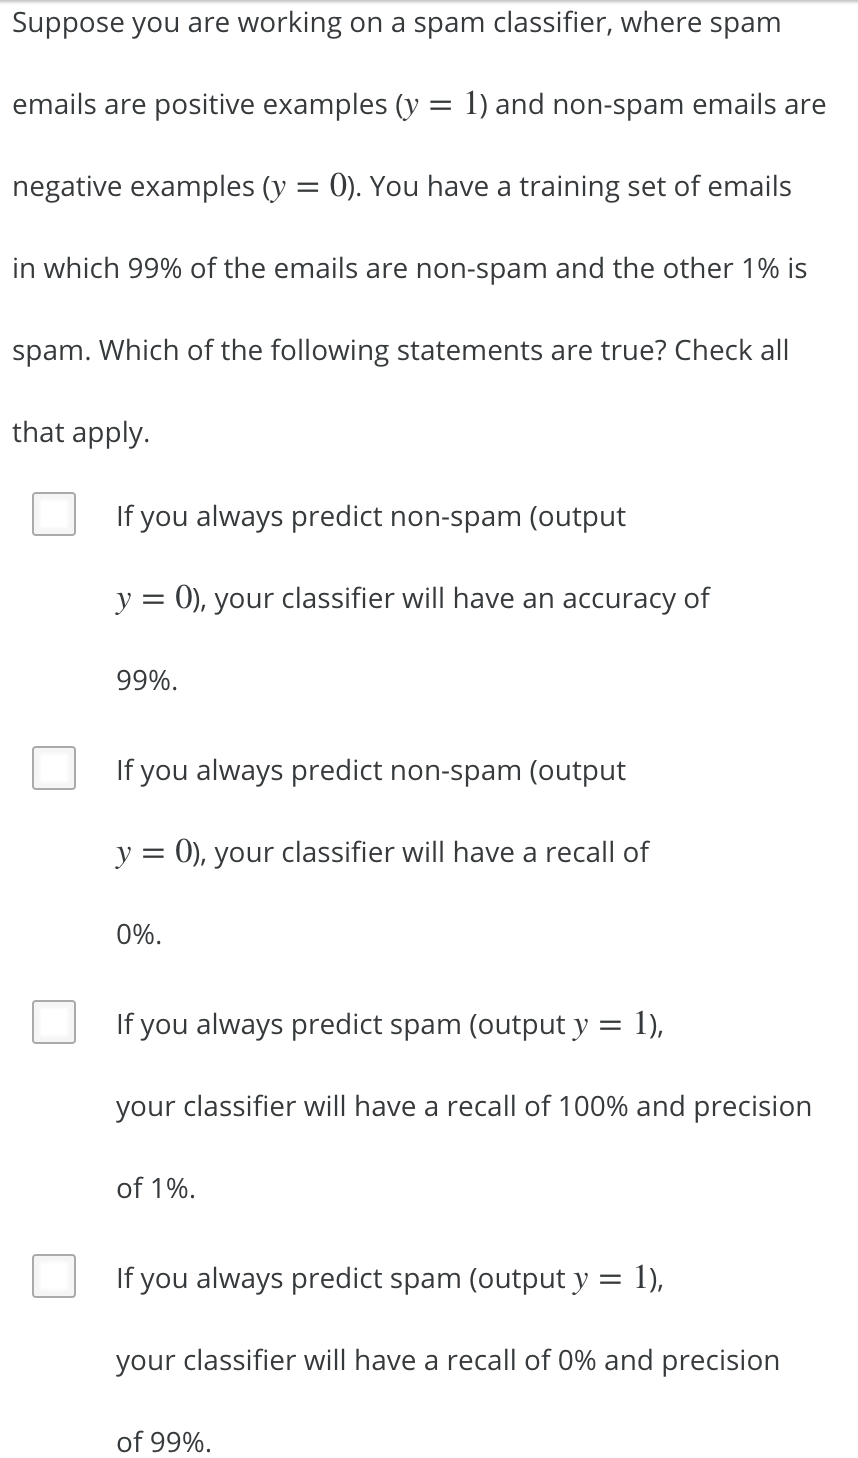 Suppose you are working on a spam classifier, where spam
emails are positive examples (y = 1) and non-spam emails are
negative examples (y = 0). You have a training set of emails
in which 99% of the emails are non-spam and the other 1% is
spam. Which of the following statements are true? Check all
that apply.
If you always predict non-spam (output
y = 0), your classifier will have an accuracy of
99%.
If you always predict non-spam (output
y = 0), your classifier will have a recall of
0%.
If you always predict spam (output y = 1),
your classifier will have a recall of 100% and precision
of 1%.
If you always predict spam (output y = 1),
your classifier will have a recall of 0% and precision
of 99%.